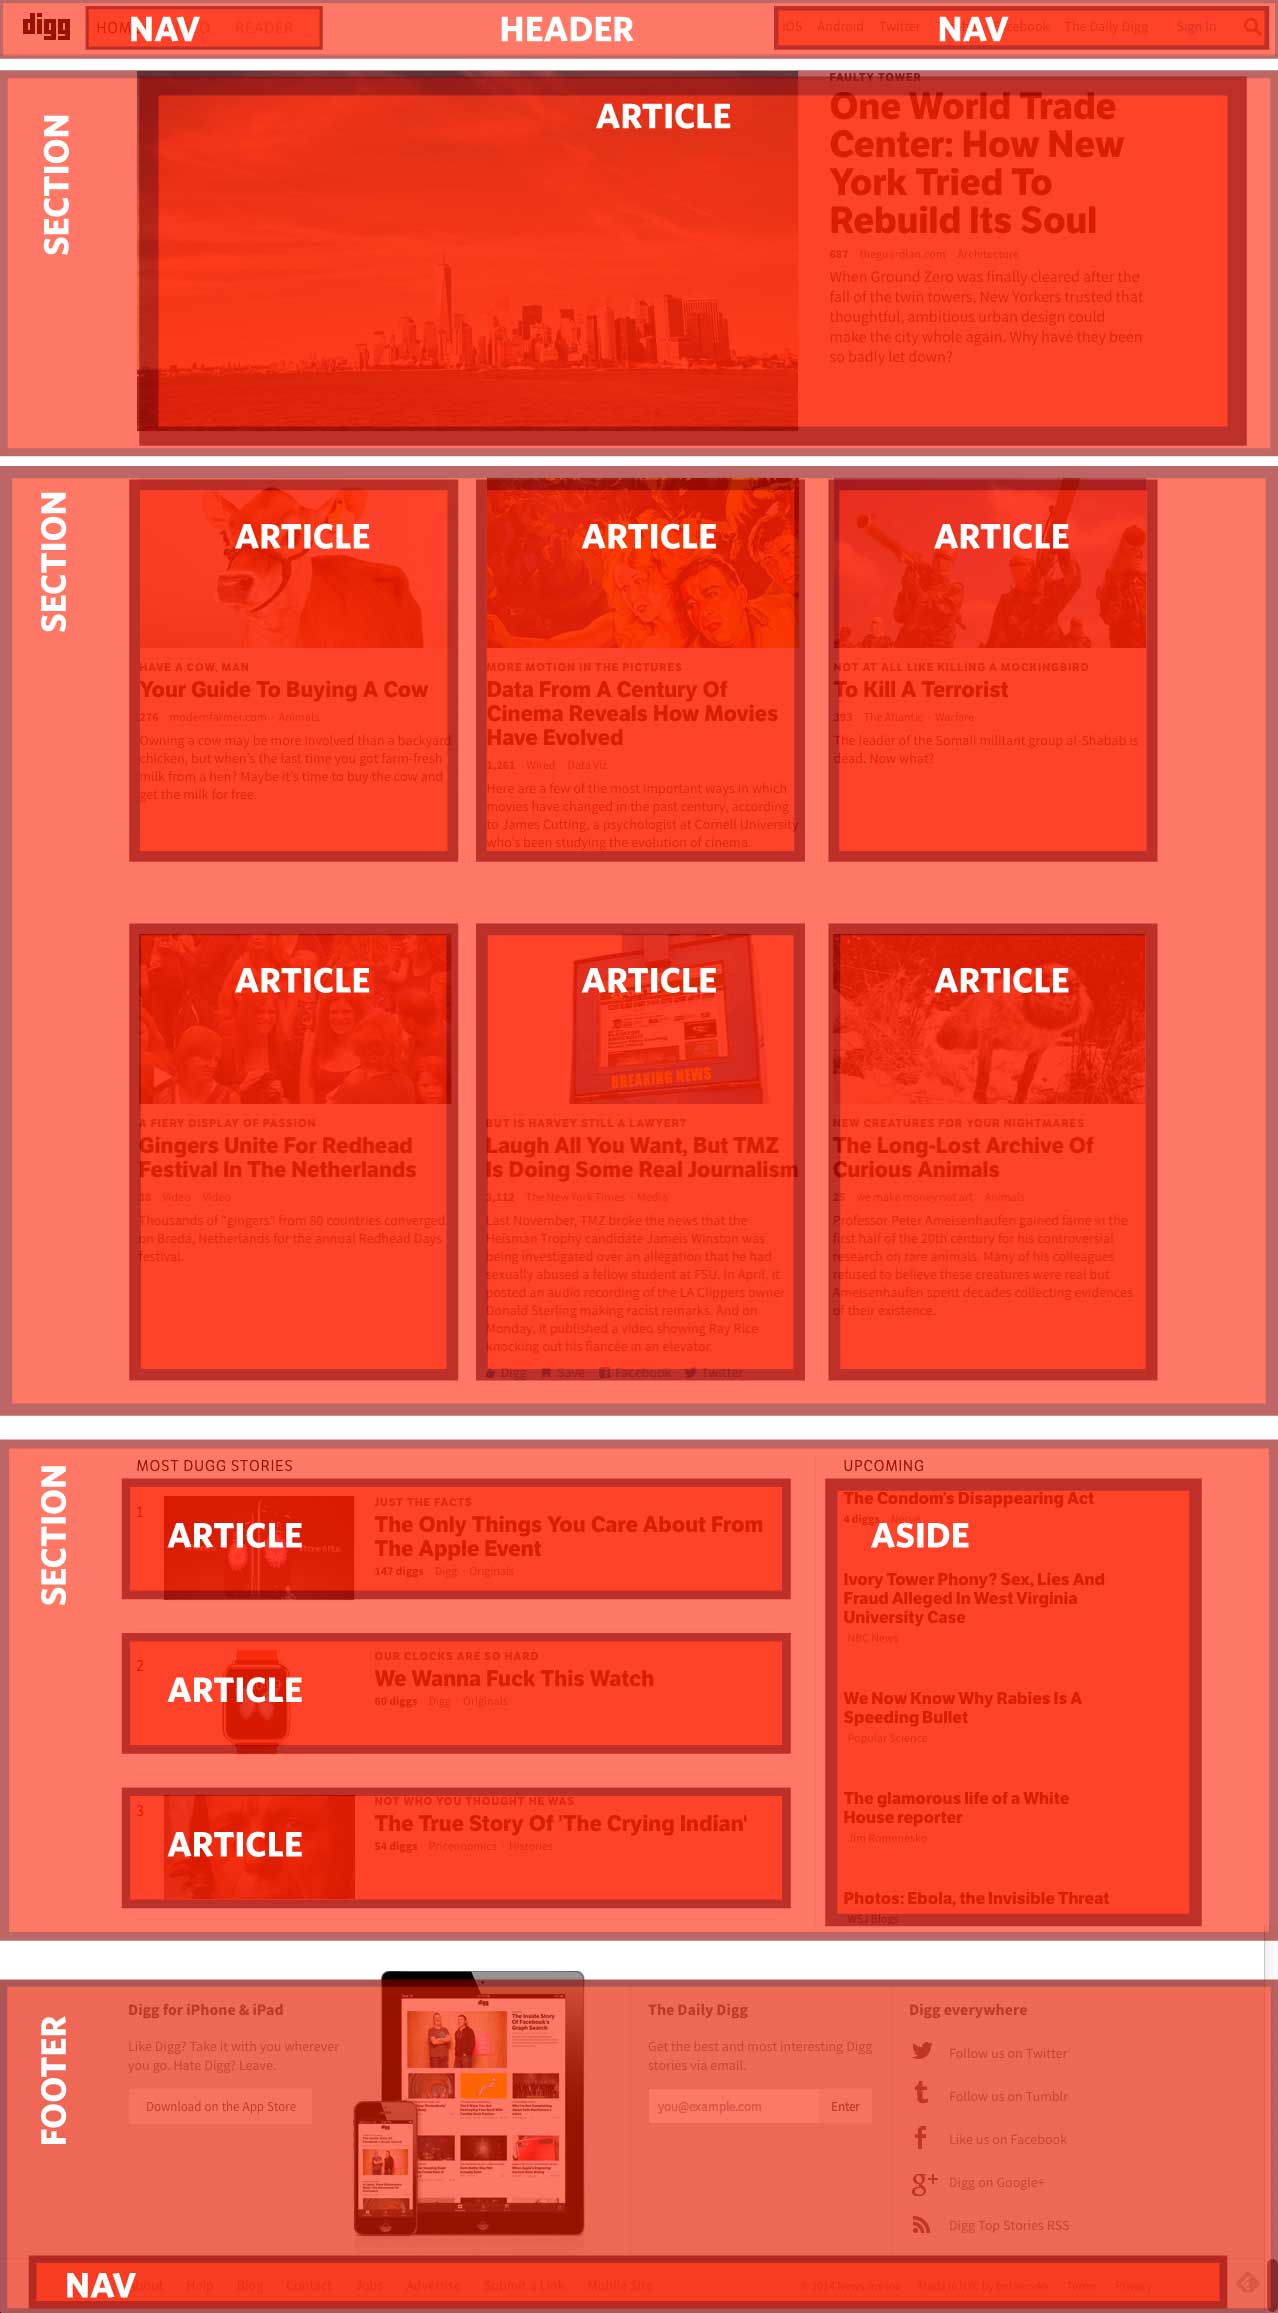 digg
NAV
READER
HEADER
iOS Android Twitter
NAV
The Daily Digg Sign In
SECTION
ARTICLE
FAULTY TOWER
One World Trade
Center: How New
York Tried To
Rebuild Its Soul
687 theguardian.com Architecture
When Ground Zero was finally cleared after the
fall of the twin towers, New Yorkers trusted that
thoughtful, ambitious urban design could
make the city whole again. Why have they been
so badly let down?
SECTION
ARTICLE
HAVE A COW, MAN
Your Guide To Buying A Cow
276 modernfarmer.com · Animals
Owning a cow may be more involved than a backyard
chicken, but when's the last time you got farm-fresh
milk from a hen? Maybe it's time to buy the cow and
get the milk for free.
ARTICLE
MORE MOTION IN THE PICTURES
Data From A Century Of
Cinema Reveals How Movies
Have Evolved
1,261 · Wired Data Viz
Here are a few of the most important ways in which
movies have changed in the past century, according
to James Cutting, a psychologist at Cornell University
who's been studying the evolution of cinema.
ARTICLE
NOT AT ALL LIKE KILLING A MOCKINGBIRD
To Kill A Terrorist
393 The Atlantic · Warfare
The leader of the Somali militant group al-Shabab is
dead. Now what?
ARTICLE
A FIERY DISPLAY OF PASSION
Gingers Unite For Redhead
Festival In The Netherlands
38 Video Video
Thousands of "gingers" from 80 countries converged
on Breda, Netherlands for the annual Redhead Days
festival.
ARTICLE
BREAKING NEWS
BUT IS HARVEY STILL A LAWYER?
Laugh All You Want, But TMZ
Is Doing Some Real Journalism
3,112 The New York Times · Media
Last November, TMZ broke the news that the
Heisman Trophy candidate Jameis Winston was
being investigated over an allegation that he had
sexually abused a fellow student at FSU. In April, it
posted an audio recording of the LA Clippers owner
Donald Sterling making racist remarks. And on
Monday, it published a video showing Ray Rice
knocking out his fiancée in an elevator.
Digg Save Facebook Twitter
ARTICLE
NEW CREATURES FOR YOUR NIGHTMARES
The Long-Lost Archive Of
Curious Animals
25 we make money not art Animals
Professor Peter Ameisenhaufen gained fame in the
first half of the 20th century for his controversial
research on rare animals. Many of his colleagues
refused to believe these creatures were real but
Ameisenhaufen spent decades collecting evidences
of their existence.
SECTION
MOST DUGG STORIES
1
ARTICLE
JUST THE FACTS
The Only Things You Care About From
The Apple Event
147 diggs Digg · Originals
2
ARTICLE
OUR CLOCKS ARE SO HARD
We Wanna Fuck This Watch
60 diggs Digg · Originals
3
ARTICLE
NOT WHO YOU THOUGHT HE WAS
The True Story Of 'The Crying Indian'
54 diggs Priceonomics · Histories
UPCOMING
The Condom's Disappearing Act
4 diggs
ASIDE
Ivory Tower Phony? Sex, Lies And
Fraud Alleged In West Virginia
University Case
NBC News
We Now Know Why Rabies Is A
Speeding Bullet
Popular Science
The glamorous life of a White
House reporter
Jim Romenesko
Photos: Ebola, the Invisible Threat
WSJ Blogs
FOOTER
Digg for iPhone & iPad
Like Digg? Take it with you wherever
you go. Hate Digg? Leave.
Download on the App Store
digg
The Inside Story
Of Facebook's
Graph Search
The Daily Digg
Get the best and most interesting Digg
stories via email.
you@example.com Enter
Digg everywhere
Follow us on Twitter
Follow us on Tumblr
Like us on Facebook
Digg on Google+
Digg Top Stories RSS
NAV
Help Blog Contact Jobs Advertise Submit a Link Mobile Site
Terms Privacy